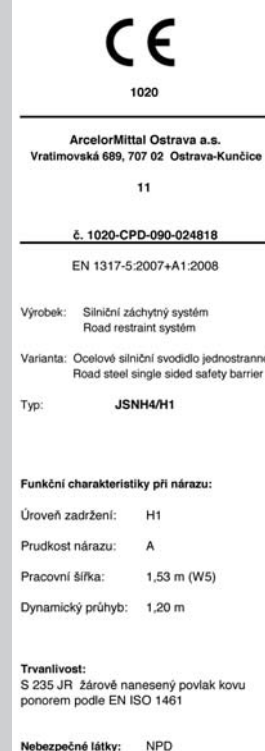 CE
1020
ArcelorMittal Ostrava a.s.
Vratimovská 689, 707 02 Ostrava-Kunčice
11
č. 1020-CPD-090-024818
EN 1317-5:2007+A1:2008
Výrobek: Silniční záchytný systém
Road restraint systém
Varianta: Ocelové silniční svodidlo jednostranné
Road steel single sided safety barrier
Typ: JSNH4/H1
Funkční charakteristiky při nárazu:
Úroveň zadržení: H1
Prudkost nárazu: A
Pracovní šířka: 1,53 m (W5)
Dynamický průhyb: 1,20 m
Trvanlivost:
S 235 JR žárově nanesený povlak kovu
ponorem podle EN ISO 1461
Nebezpečné látky: NPD